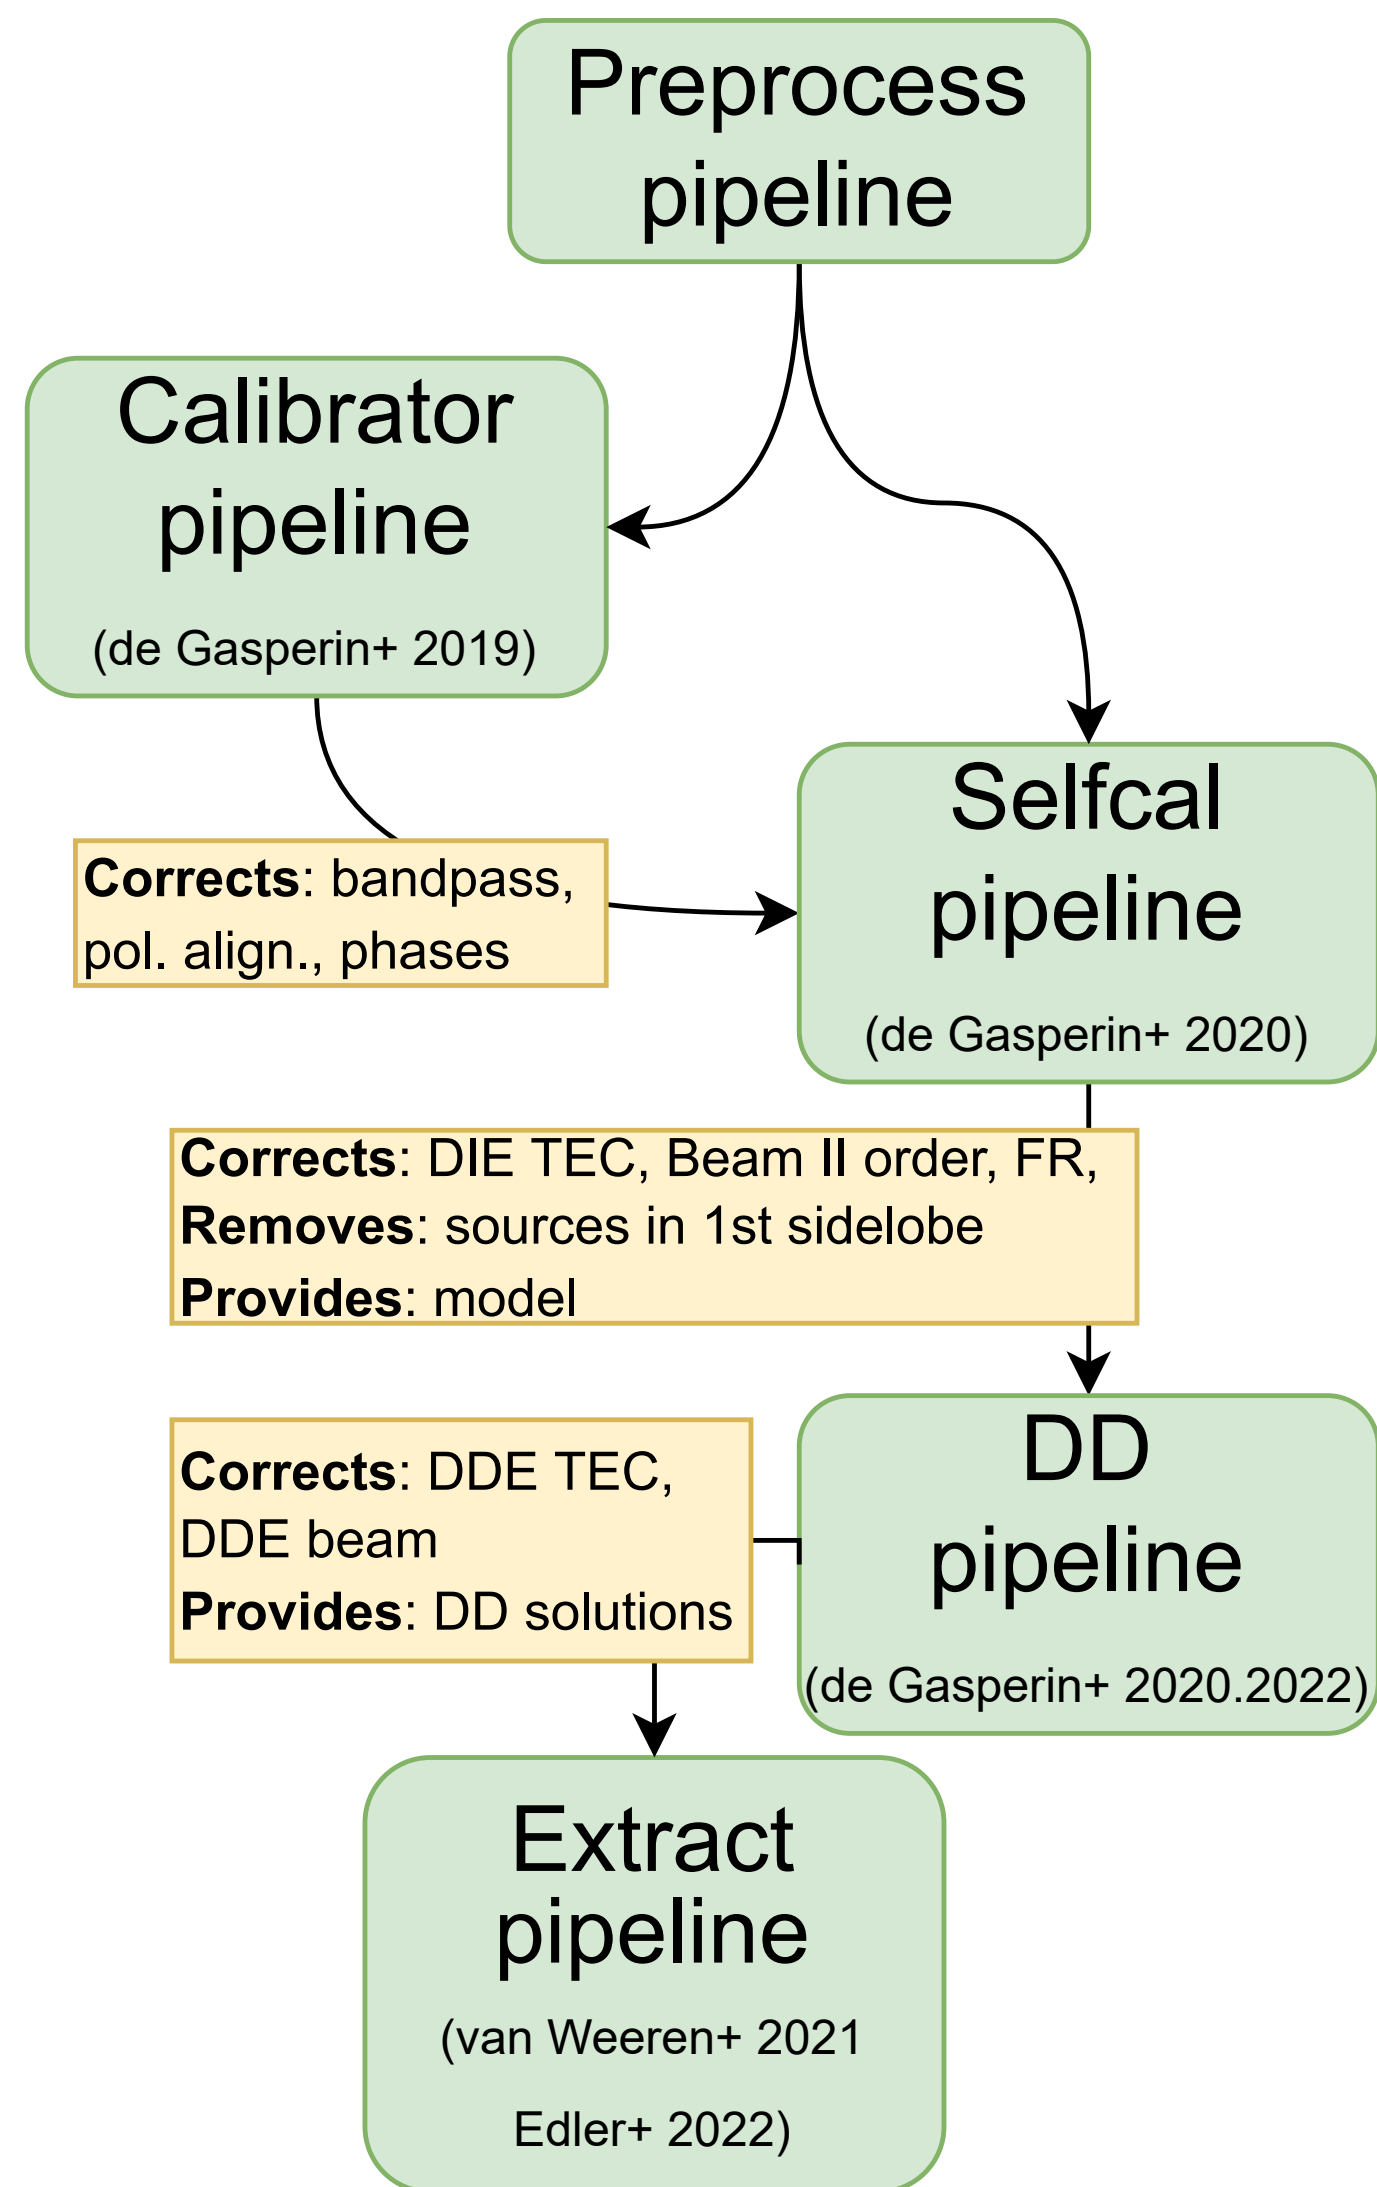 Preprocess
pipeline
Calibrator
pipeline
(de Gasperin+ 2019)
Corrects: bandpass,
pol. align., phases
Selfcal
pipeline
(de Gasperin+ 2020)
Corrects: DIE TEC, Beam II order, FR,
Removes: sources in 1st sidelobe
Provides: model
Corrects: DDE TEC,
DDE beam
Provides: DD solutions
DD
pipeline
(de Gasperin+ 2020.2022)
Extract
pipeline
(van Weeren+ 2021
Edler+ 2022)